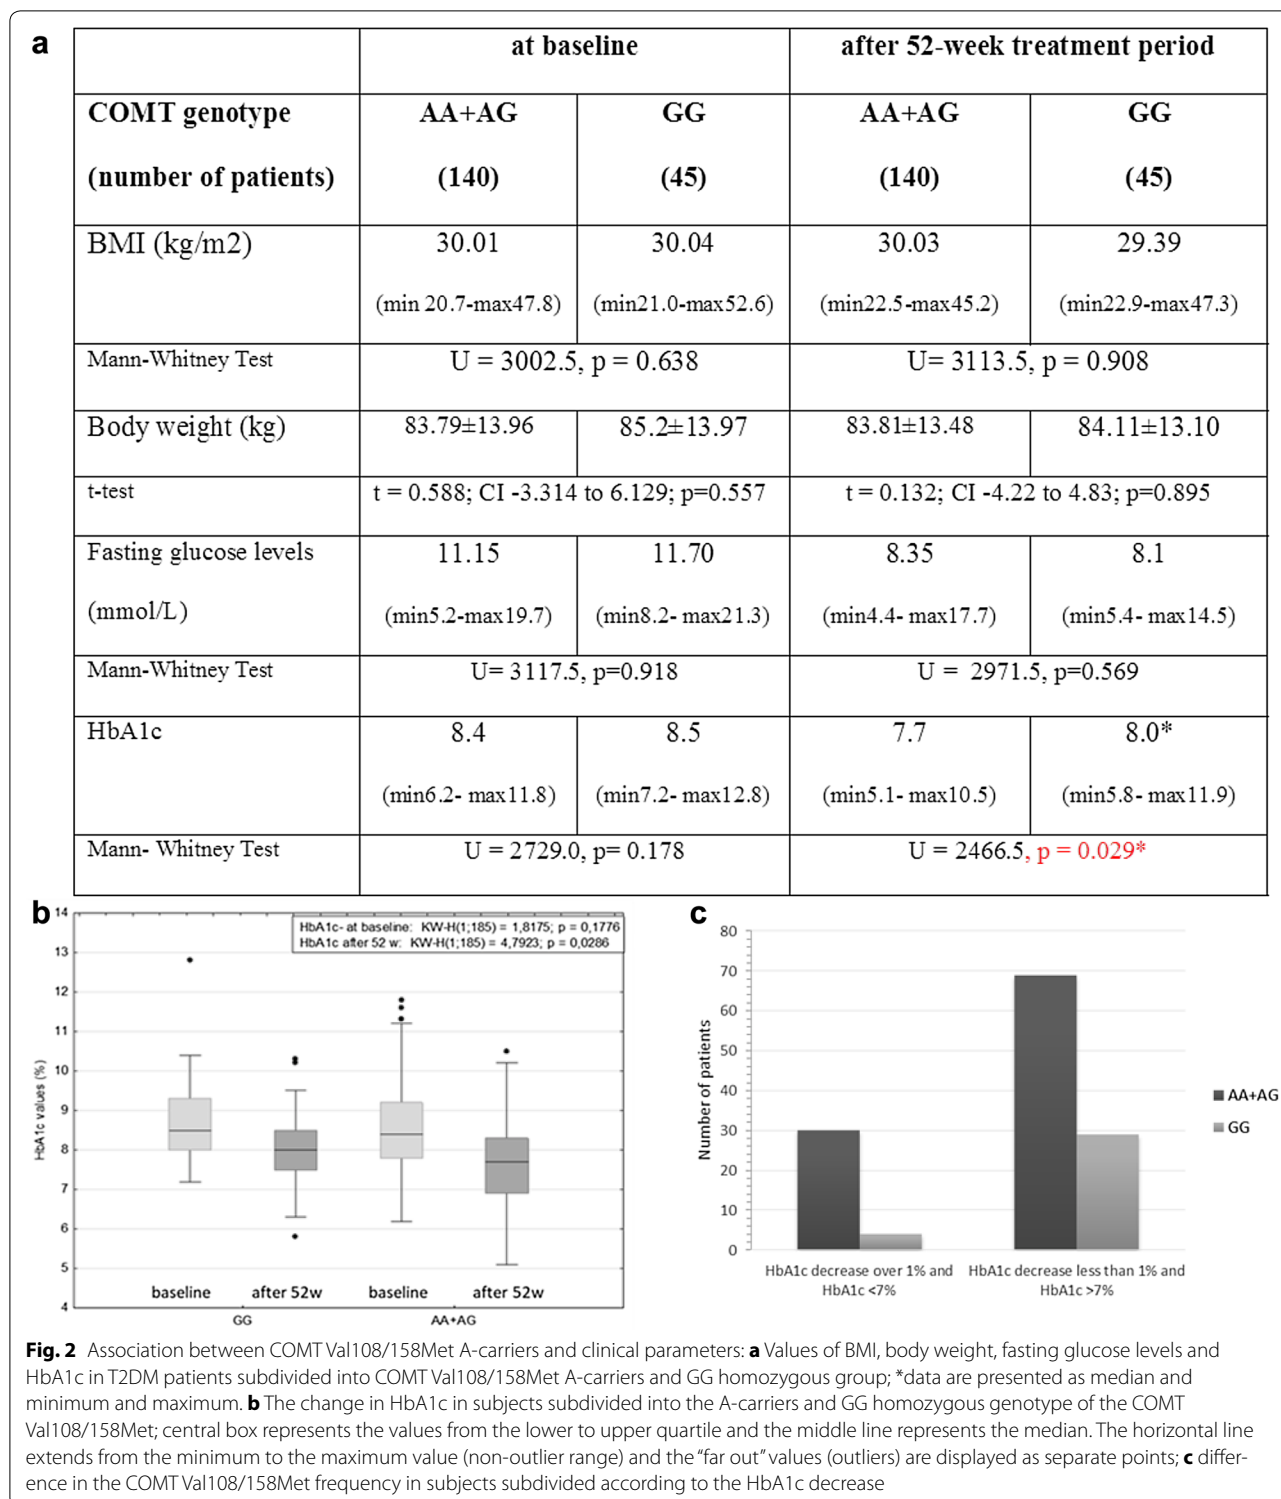 a
at baseline after 52-week treatment period
COMT genotype AA+AG GG AA+AG GG
(number of patients) (140) (45) (140) (45)
BMI (kg/m2) 30.01 30.04 30.03 29.39
(min 20.7-max47.8) (min21.0-max52.6) (min22.5-max45.2) (min22.9-max47.3)
Mann-Whitney Test U = 3002.5, p = 0.638 U= 3113.5, p = 0.908
Body weight (kg) 83.79±13.96 85.2±13.97 83.81±13.48 84.11±13.10
t-test t = 0.588; CI -3.314 to 6.129; p=0.557 t = 0.132; CI -4.22 to 4.83; p=0.895
Fasting glucose levels 11.15 11.70 8.35 8.1
(mmol/L) (min5.2-max19.7) (min8.2- max21.3) (min4.4- max17.7) (min5.4- max14.5)
Mann-Whitney Test U= 3117.5, p=0.918 U = 2971.5, p=0.569
HbA1c 8.4 8.5 7.7 8.0*
(min6.2- max11.8) (min7.2- max12.8) (min5.1- max10.5) (min5.8- max11.9)
Mann- Whitney Test U = 2729.0, p= 0.178 U = 2466.5, p = 0.029*
b
HbA1c- at baseline: KW-H(1;185) = 1,8175; p = 0,1776
HbA1c after 52 w: KW-H(1;185) = 4,7923; p = 0,0286
HbA1c values (%)
14
13
12
11
10
9
8
7
6
5
4
baseline after 52w baseline after 52w
GG AA+AG
c
Number of patients
80
70
60
50
40
30
20
10
0
AA+AG
GG
HbA1c decrease over 1% and HbA1c decrease less than 1% and
HbA1c <7% HbA1c >7%
Fig. 2 Association between COMT Val108/158Met A-carriers and clinical parameters: a Values of BMI, body weight, fasting glucose levels and
HbA1c in T2DM patients subdivided into COMT Val108/158Met A-carriers and GG homozygous group; *data are presented as median and
minimum and maximum. b The change in HbA1c in subjects subdivided into the A-carriers and GG homozygous genotype of the COMT
Val108/158Met; central box represents the values from the lower to upper quartile and the middle line represents the median. The horizontal line
extends from the minimum to the maximum value (non-outlier range) and the “far out” values (outliers) are displayed as separate points; c differ-
ence in the COMT Val108/158Met frequency in subjects subdivided according to the HbA1c decrease